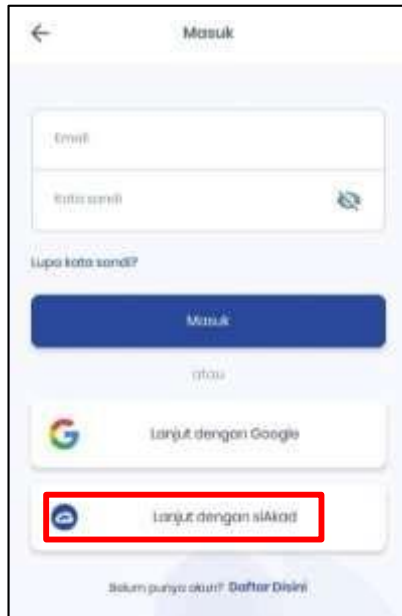 Masuk
Email
Kata sandi
Lupa kata sandi?
Masuk
atau
Lanjut dengan Google
Lanjut dengan siAkad
Belum punya akun? Daftar Disini